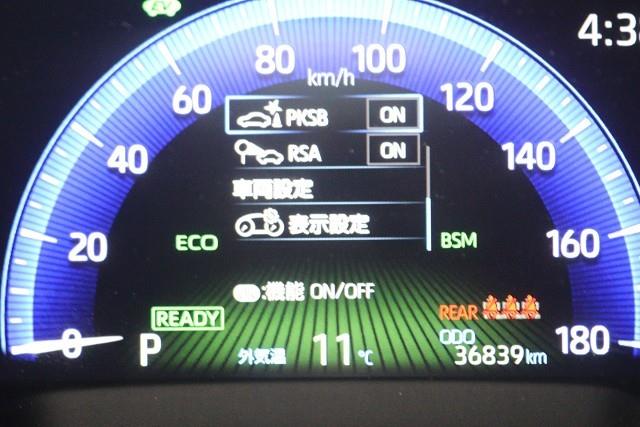 EV
4:3
80
100
km/h
60
120
PKSB ON
40
140
RSA ON
車両設定
表示設定
20
ECO
BSM
160
:機能 ON/OFF
READY
REAR
ODO
0
P
外気温 11℃
36839km
180